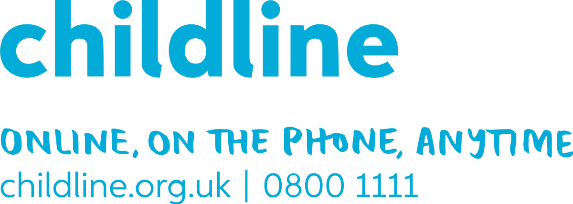 childline
ONLINE, ON THE PHONE, ANYTIME
childline.org.uk | 0800 1111